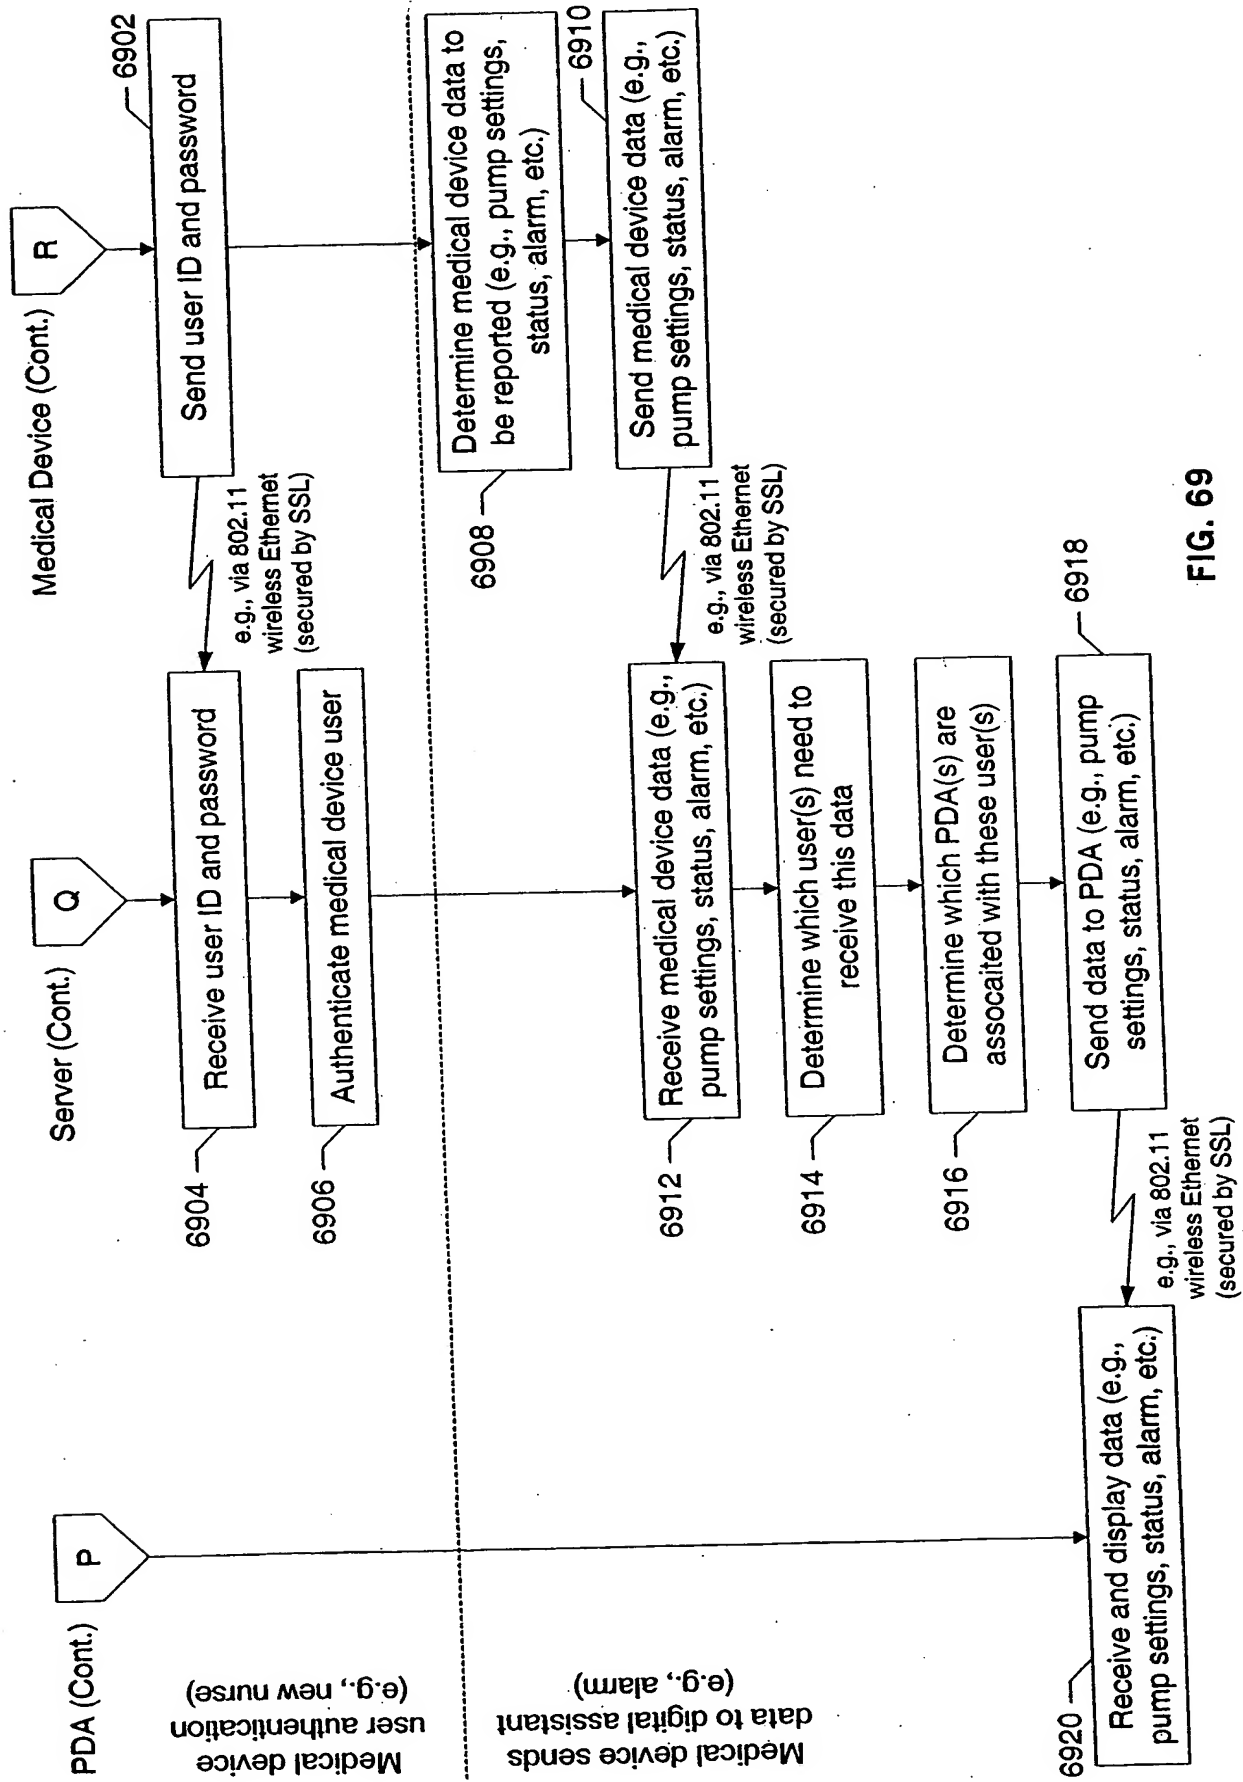 PDA (Cont.)
Server (Cont.)
Medical Device (Cont.)
P
Q
R
Medical device
user authentication
(e.g., new nurse)
6902
Send user ID and password
e.g., via 802.11
wireless Ethernet
(secured by SSL)
6904
Receive user ID and password
6906
Authenticate medical device user
Medical device sends
data to digital assistant
(e.g., alarm)
6908
Determine medical device data to
be reported (e.g., pump settings,
status, alarm, etc.)
6910
Send medical device data (e.g.,
pump settings, status, alarm, etc.)
e.g., via 802.11
wireless Ethernet
(secured by SSL)
6912
Receive medical device data (e.g.,
pump settings, status, alarm, etc.)
6914
Determine which user(s) need to
receive this data
6916
Determine which PDA(s) are
assocaited with these user(s)
6918
Send data to PDA (e.g., pump
settings, status, alarm, etc.)
e.g., via 802.11
wireless Ethernet
(secured by SSL)
6920
Receive and display data (e.g.,
pump settings, status, alarm, etc.)
FIG. 69